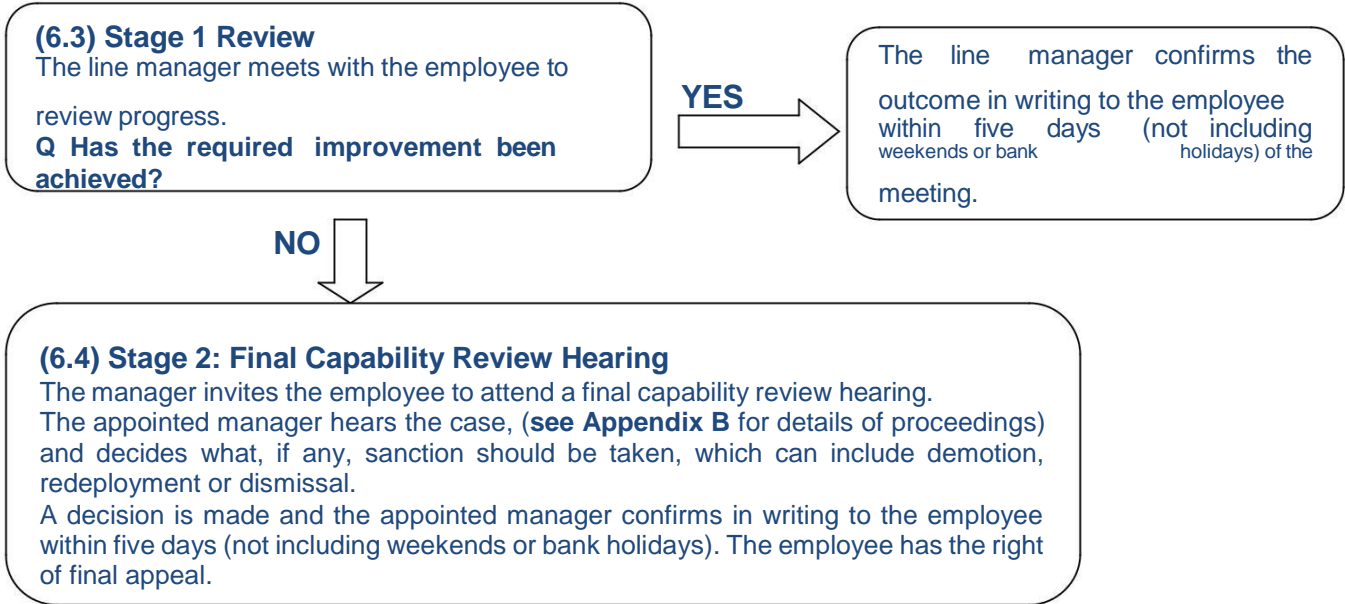 (6.3) Stage 1 Review
The line manager meets with the employee to
review progress.
Q Has the required improvement been
achieved?
YES
The line manager confirms the
outcome in writing to the employee
within five days (not including
weekends or bank holidays) of the
meeting.
NO
(6.4) Stage 2: Final Capability Review Hearing
The manager invites the employee to attend a final capability review hearing.
The appointed manager hears the case, (see Appendix B for details of proceedings)
and decides what, if any, sanction should be taken, which can include demotion,
redeployment or dismissal.
A decision is made and the appointed manager confirms in writing to the employee
within five days (not including weekends or bank holidays). The employee has the right
of final appeal.